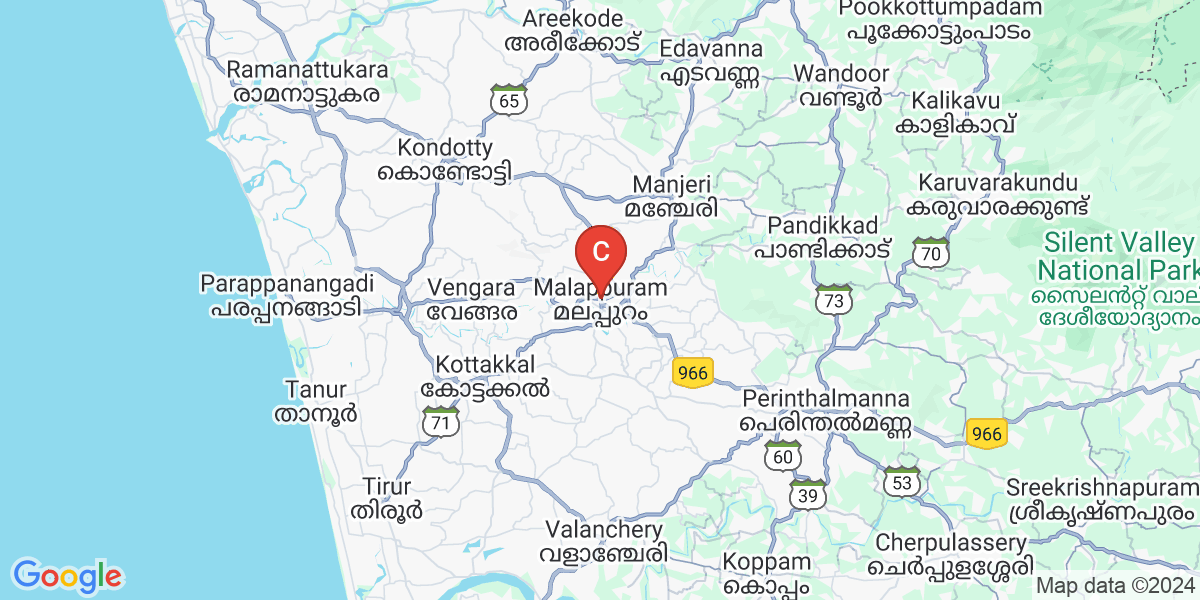 Areekode
അരീക്കോട്
Pookkottumpadam
പൂക്കോട്ടുംപാടം
Edavanna
എടവണ്ണ
Ramanattukara
രാമനാട്ടുകര
Wandoor
വണ്ടൂർ
65
Kalikavu
കാളികാവ്
Kondotty
കൊണ്ടോട്ടി
Manjeri
മഞ്ചേരി
Karuvarakundu
കരുവാരക്കുണ്ട്
Pandikkad
പാണ്ടിക്കാട്
70
Silent Valley
National Park
സൈലൻറ്റ് വാല
ദേശീയോദ്യാനം
C
Parappanangadi
പരപ്പനങ്ങാടി
Vengara
വേങ്ങര
Malappuram
മലപ്പുറം
73
Kottakkal
കോട്ടക്കൽ
966
Tanur
താനൂർ
71
Perinthalmanna
പെരിന്തൽമണ്ണ
966
60
53
39
Tirur
തിരൂർ
Sreekrishnapuram
ശ്രീകൃഷ്ണപുരം
Valanchery
വളാഞ്ചേരി
Cherpulassery
ചെർപ്പുളശ്ശേരി
Koppam
കൊപ്പം
Google
Map data ©2024